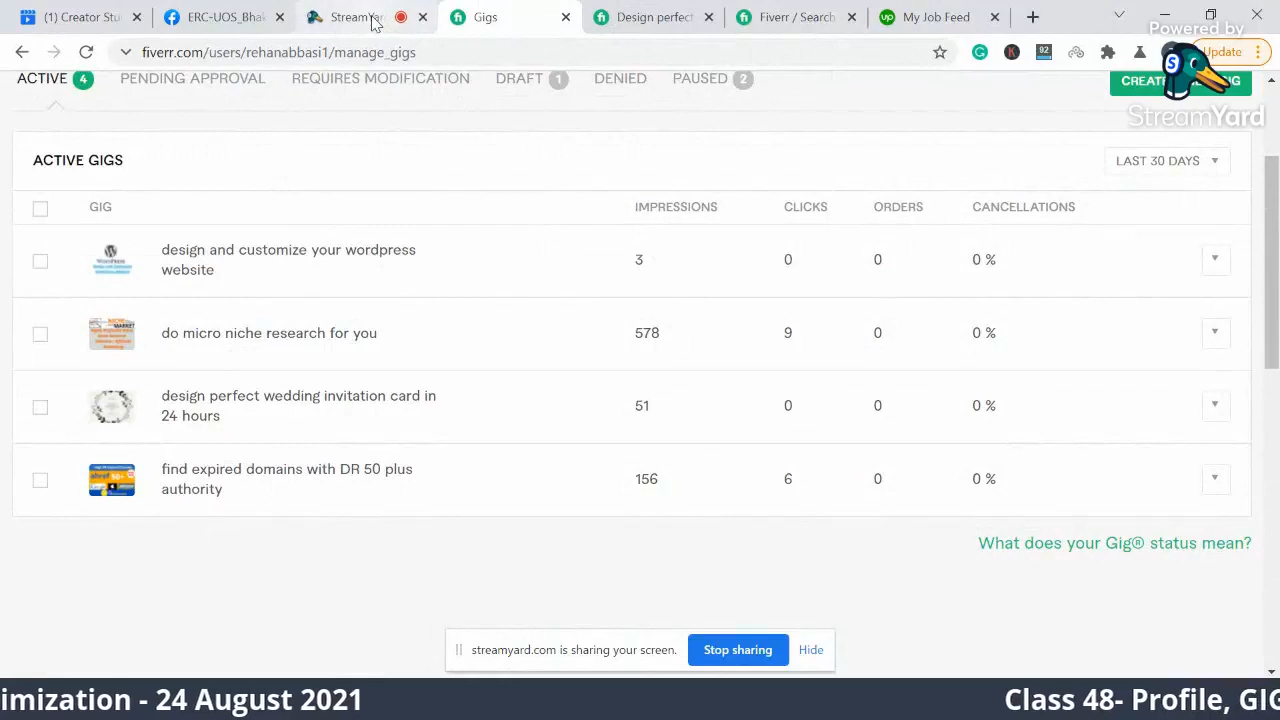 (1) Creator Stu
ERC-UOS_Bhak
StreamYar
Gigs
Design perfect
Fiverr / Search
My Job Feed
fiverr.com/users/rehanabbasi1/manage_gigs
92
Update
Powered by
StreamYard
ACTIVE 4
PENDING APPROVAL
REQUIRES MODIFICATION
DRAFT 1
DENIED
PAUSED 2
ACTIVE GIGS
LAST 30 DAYS
GIG IMPRESSIONS CLICKS ORDERS CANCELLATIONS
design and customize your wordpress
website
3 0 0 0 %
do micro niche research for you
578 9 0 0 %
design perfect wedding invitation card in
24 hours
51 0 0 0 %
find expired domains with DR 50 plus
authority
156 6 0 0 %
What does your Gig® status mean?
streamyard.com is sharing your screen.
Stop sharing
Hide
imization - 24 August 2021
Class 48- Profile, GIG